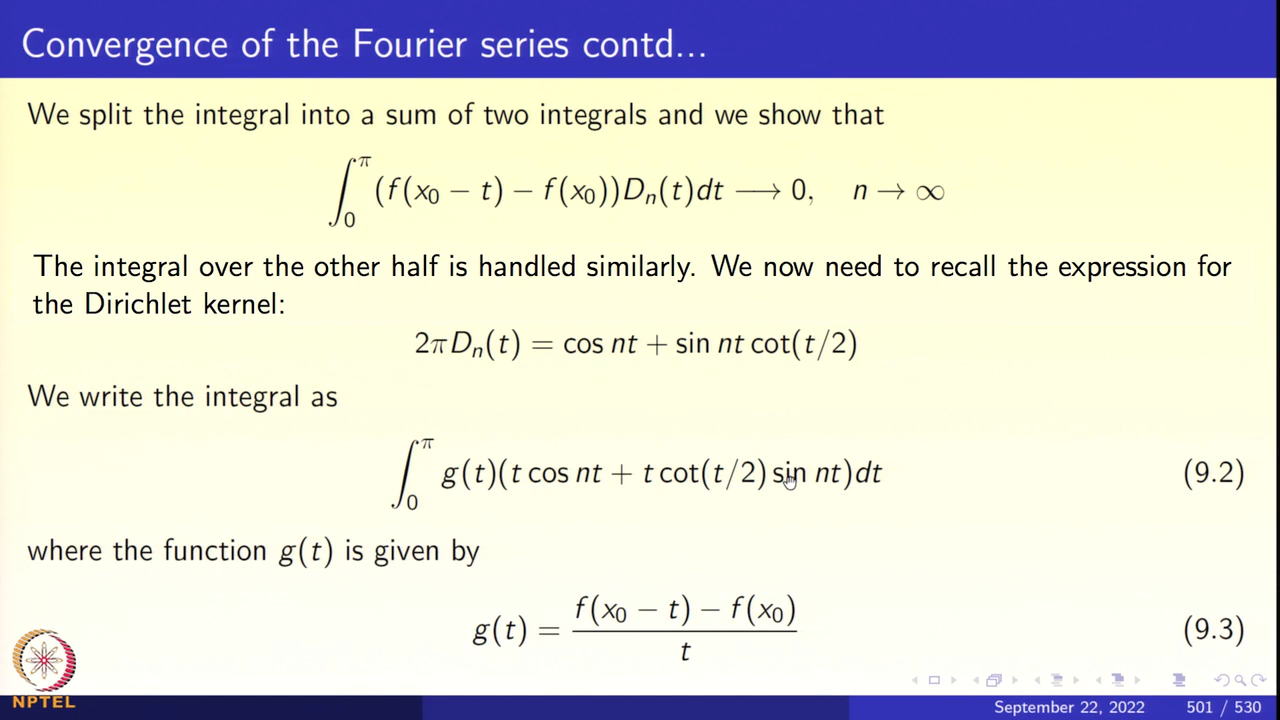 Convergence of the Fourier series contd...
We split the integral into a sum of two integrals and we show that
∫₀^π (f(x₀ − t) − f(x₀))Dₙ(t)dt ⟶ 0, n → ∞
The integral over the other half is handled similarly. We now need to recall the expression for
the Dirichlet kernel:
2πDₙ(t) = cos nt + sin nt cot(t/2)
We write the integral as
∫₀^π g(t)(t cos nt + t cot(t/2) sin nt)dt (9.2)
where the function g(t) is given by
g(t) = (f(x₀ − t) − f(x₀))/t (9.3)
NPTEL
September 22, 2022 501 / 530